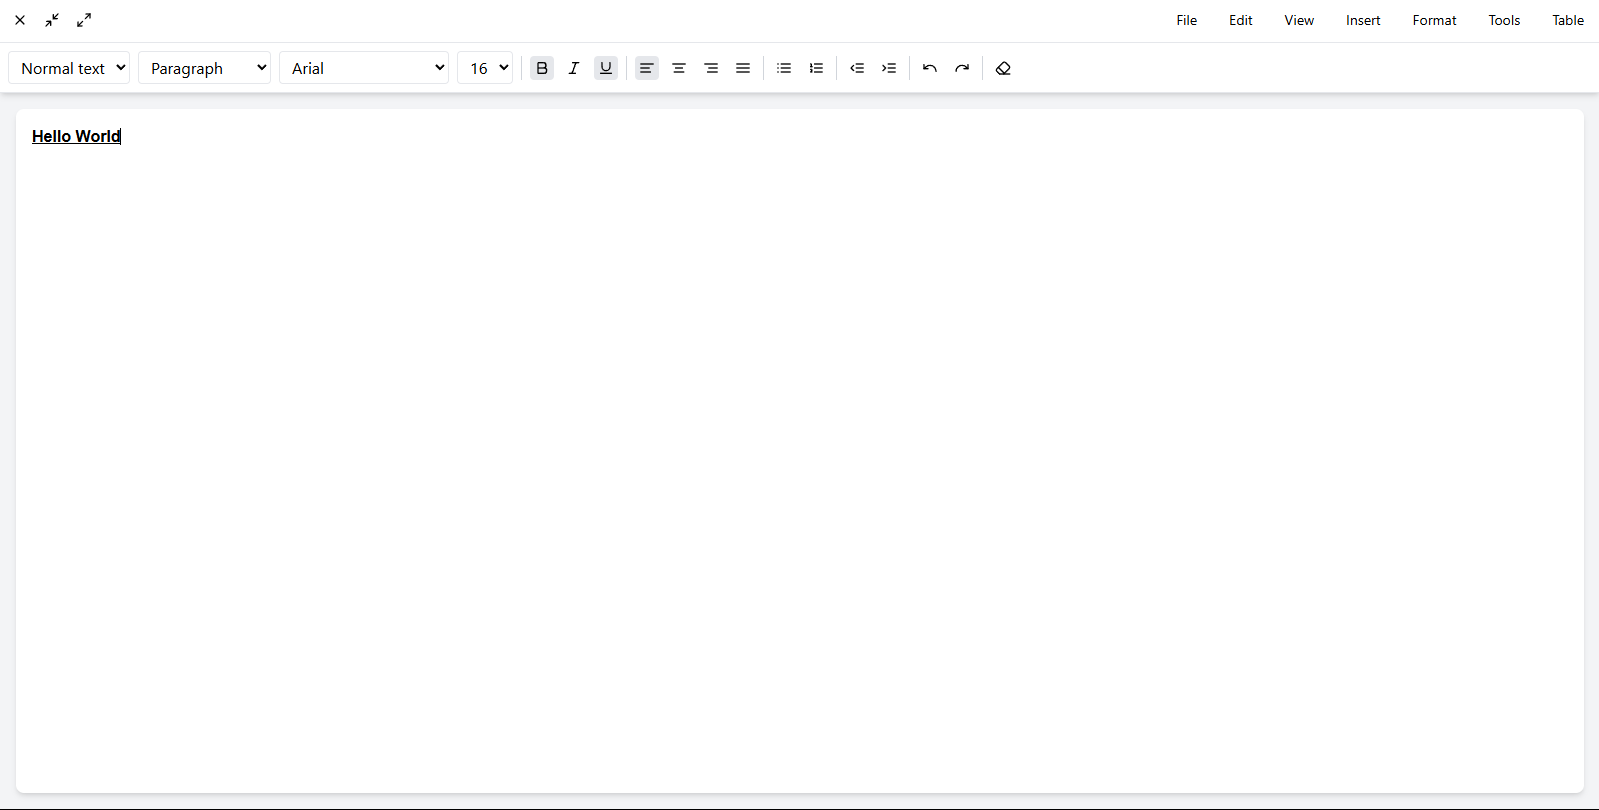 File Edit View Insert Format Tools Table
Normal text Paragraph Arial 16 B I U
Hello World